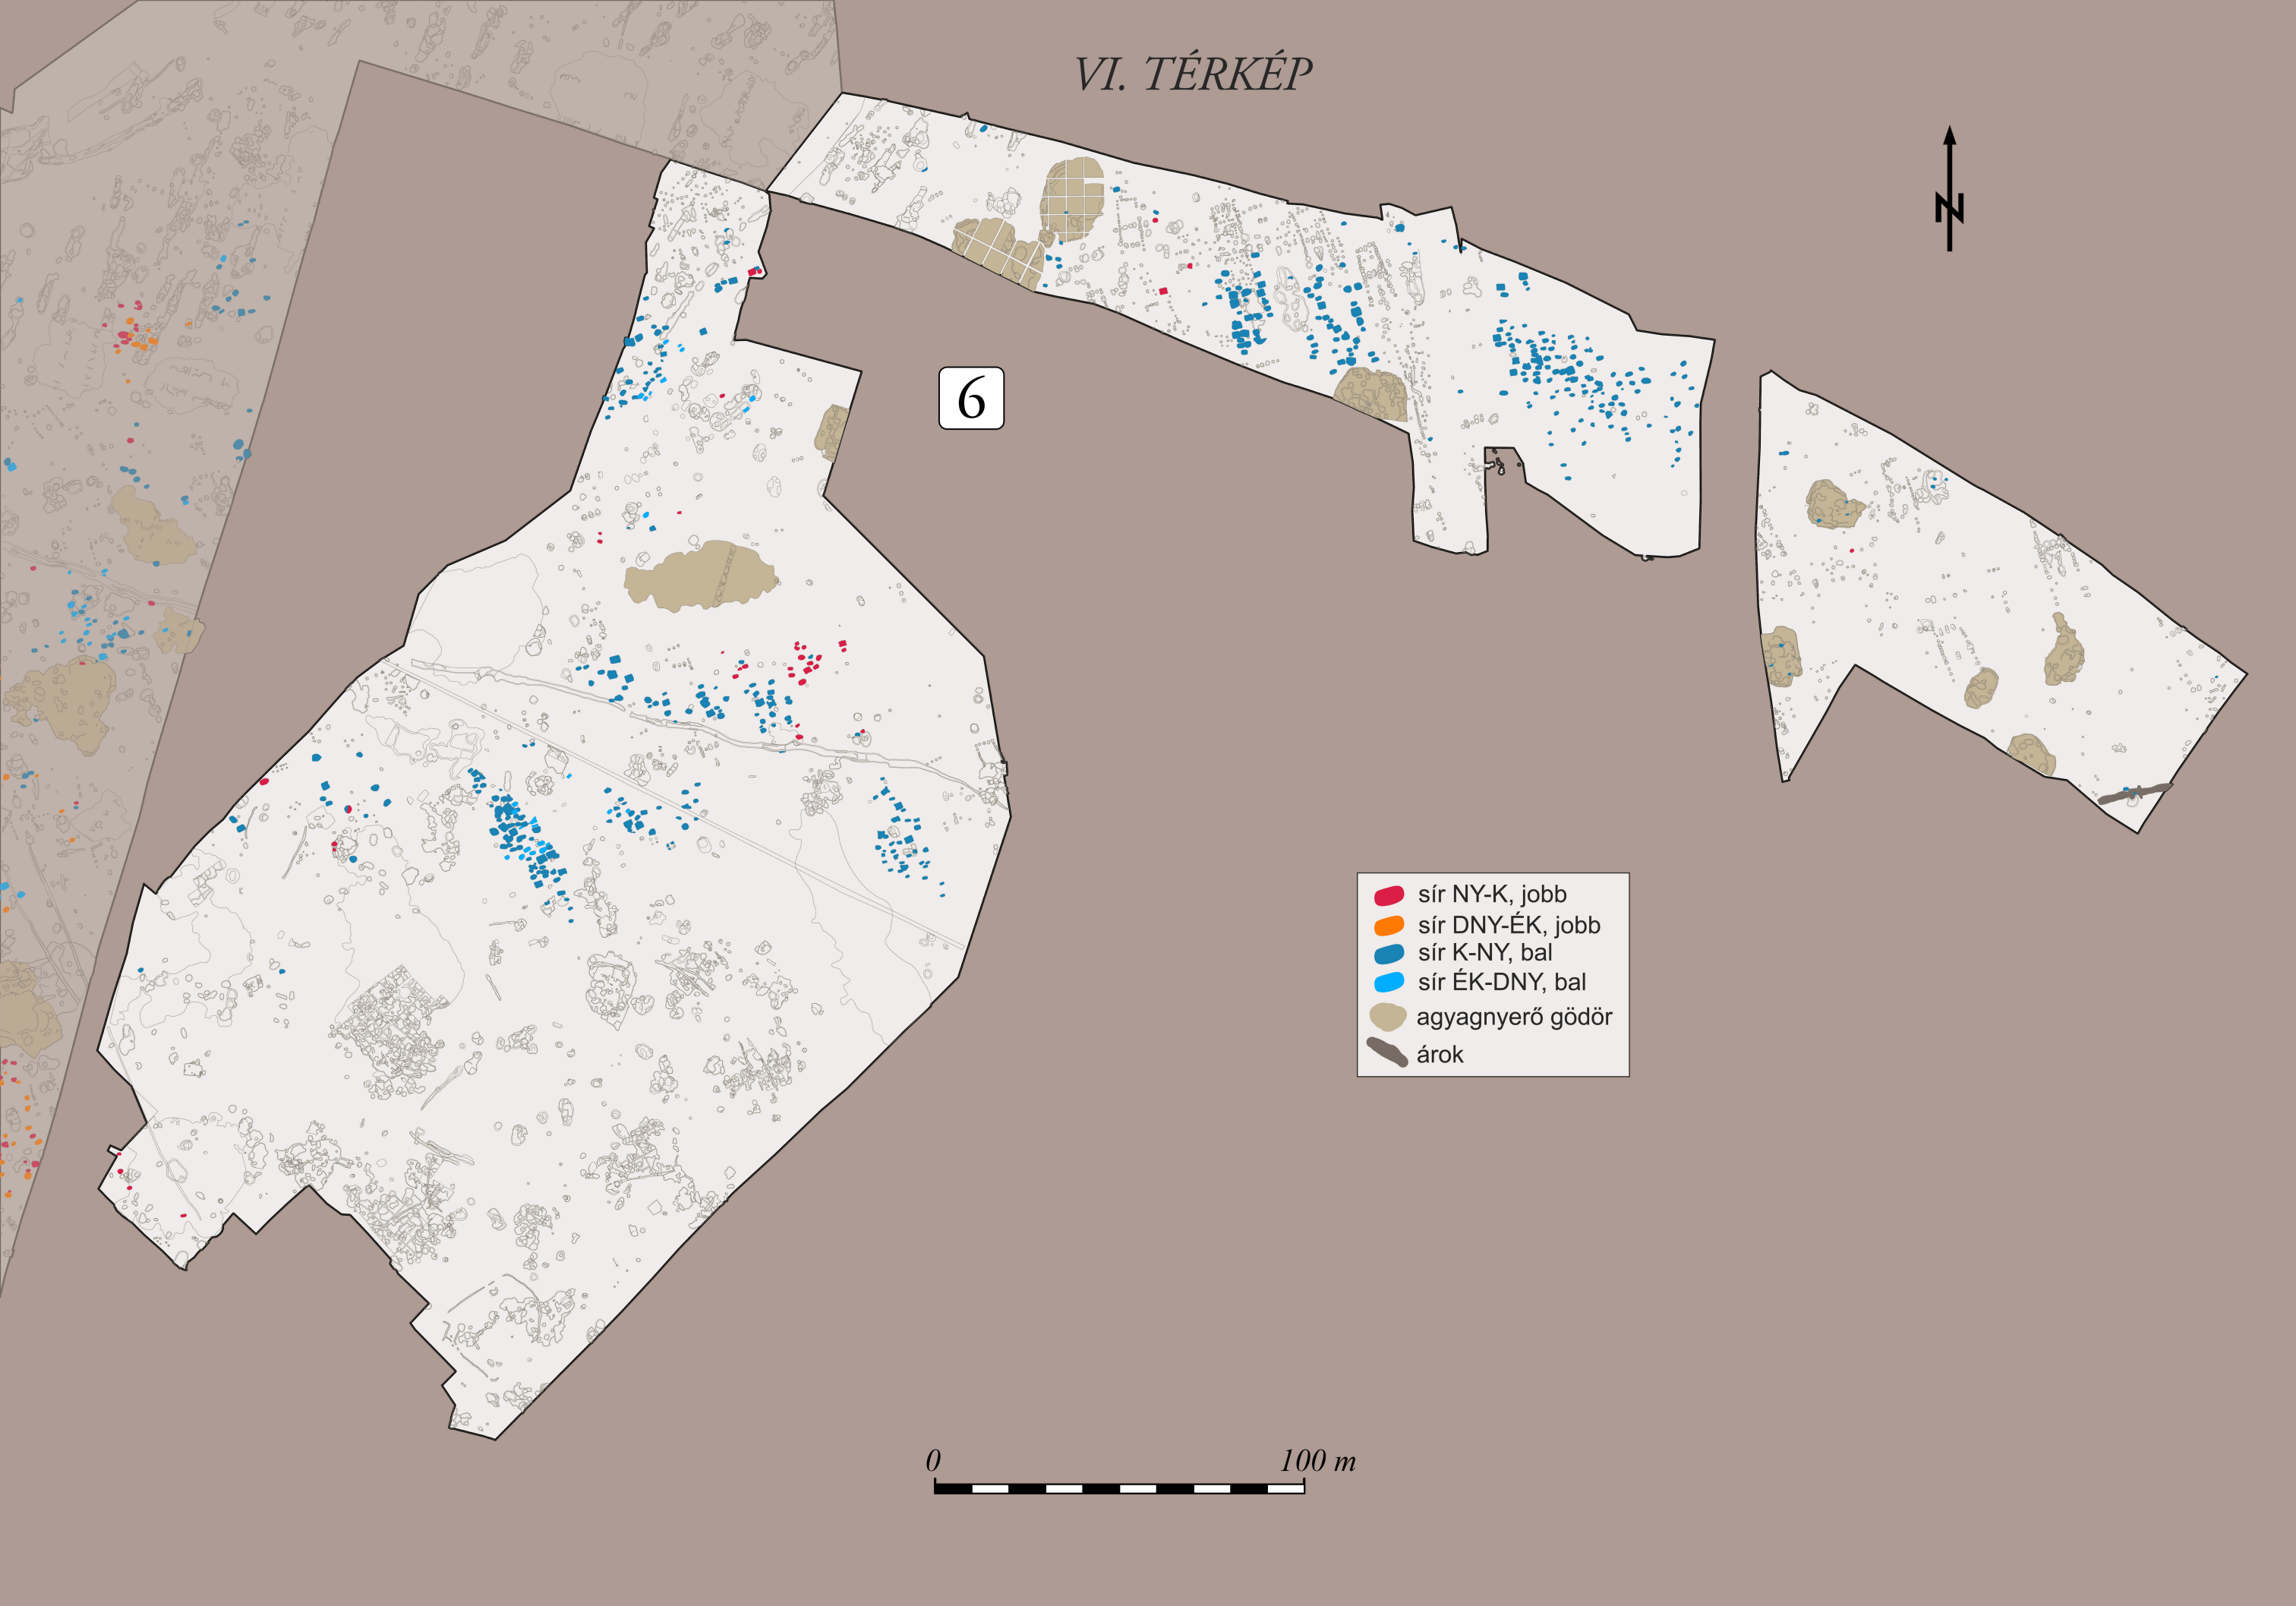 VI. TÉRKÉP
N
6
sír NY-K, jobb
sír DNY-ÉK, jobb
sír K-NY, bal
sír ÉK-DNY, bal
agyagnyerő gödör
árok
0 100 m